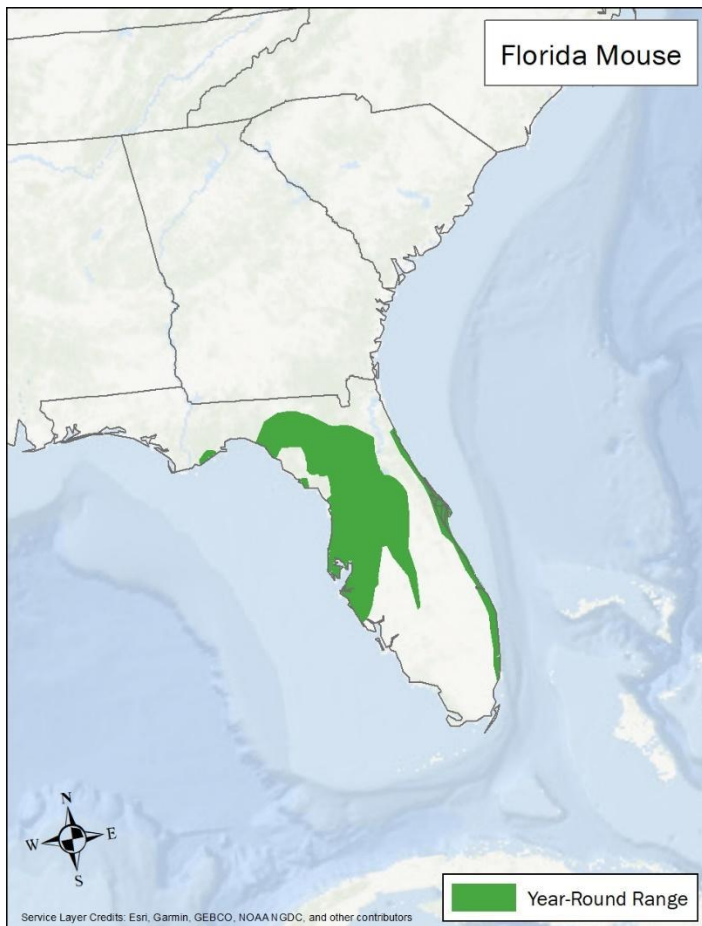 Florida Mouse
N
W E
S
Year-Round Range
Service Layer Credits: Esri, Garmin, GEBCO, NOAA NGDC, and other contributors